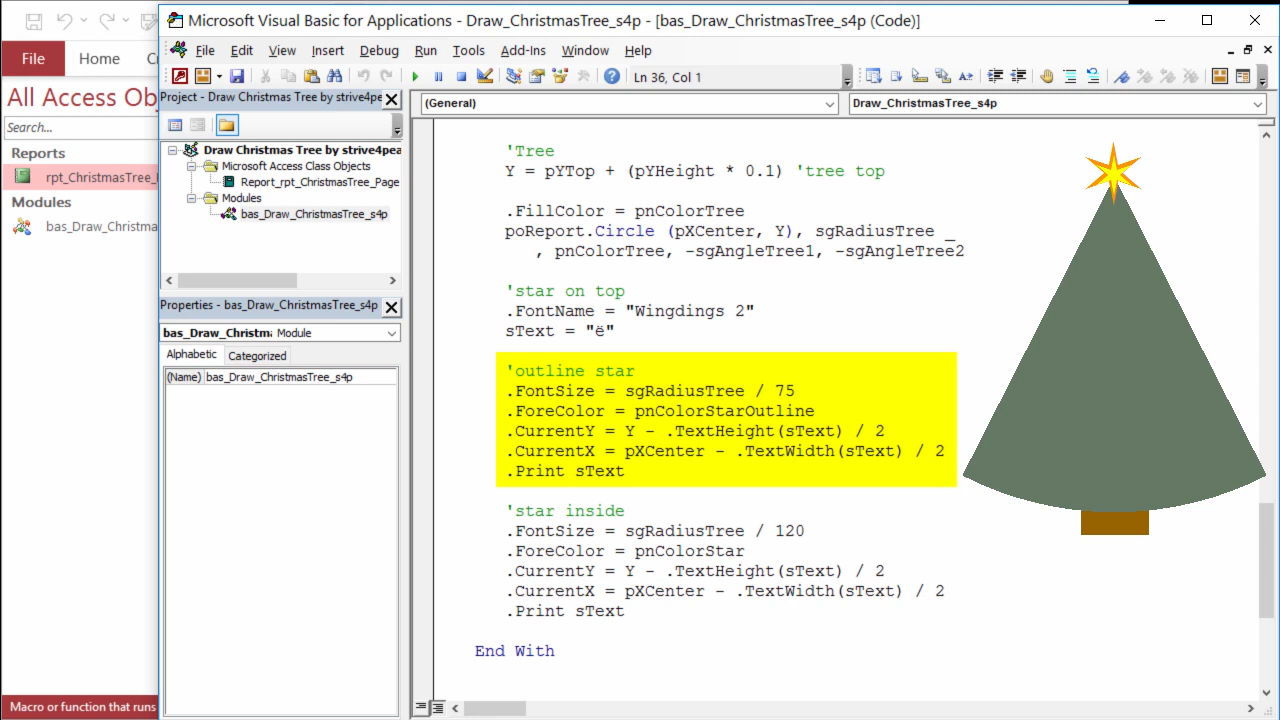 Microsoft Visual Basic for Applications - Draw_ChristmasTree_s4p - [bas_Draw_ChristmasTree_s4p (Code)]
File Edit View Insert Debug Run Tools Add-Ins Window Help
Ln 36, Col 1
File Home
All Access Ob
Search...
Reports
rpt_ChristmasTree_
Modules
bas_Draw_Christma
Macro or function that runs
Project - Draw Christmas Tree by strive4pe
Draw Christmas Tree by strive4pea
Microsoft Access Class Objects
Report_rpt_ChristmasTree_Page
Modules
bas_Draw_ChristmasTree_s4p
Properties - bas_Draw_ChristmasTree_s4p
bas_Draw_Christm Module
Alphabetic Categorized
(Name) bas_Draw_ChristmasTree_s4p
(General) Draw_ChristmasTree_s4p
'Tree
Y = pYTop + (pYHeight * 0.1) 'tree top
.FillColor = pnColorTree
poReport.Circle (pXCenter, Y), sgRadiusTree _
, pnColorTree, -sgAngleTree1, -sgAngleTree2
'star on top
.FontName = "Wingdings 2"
sText = "ë"
'outline star
.FontSize = sgRadiusTree / 75
.ForeColor = pnColorStarOutline
.CurrentY = Y - .TextHeight(sText) / 2
.CurrentX = pXCenter - .TextWidth(sText) / 2
.Print sText
'star inside
.FontSize = sgRadiusTree / 120
.ForeColor = pnColorStar
.CurrentY = Y - .TextHeight(sText) / 2
.CurrentX = pXCenter - .TextWidth(sText) / 2
.Print sText
End With